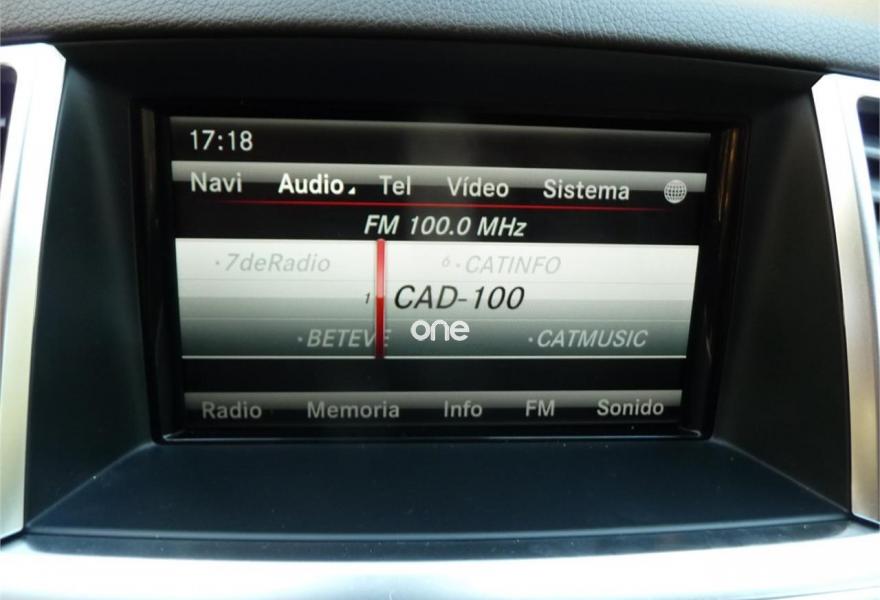 17:18
Navi Audio Tel Vídeo Sistema
FM 100.0 MHz
·7deRadio 6·CATINFO
1 CAD-100
·BETEVE ·CATMUSIC
one
Radio Memoria Info FM Sonido